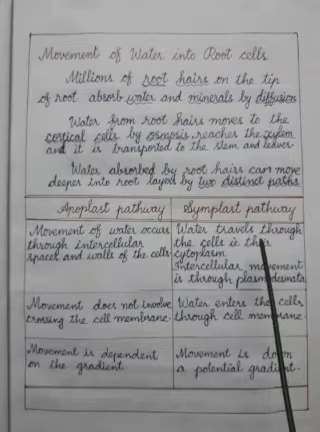 Movement of Water into Root cells
Millions of root hairs on the tip
of root absorb water and minerals by diffusion
Water from root hairs moves to the
cortical cells by osmosis, reaches the xylem
and it is transported to the stem and leaves
Water absorbed by root hairs can move
deeper into root layed by two distinct paths
Apoplast pathway
Movement of water occurs
through intercellular
spaces and walls of the cells
Movement does not involve
crossing the cell membrane.
Movement is dependent
on the gradient
Symplast pathway
Water travels through
the cells ie their
cytoplasm
Intercellular movement
is through plasmodesmata
Water enters the cells
through cell membrane.
Movement is down
a potential gradient.